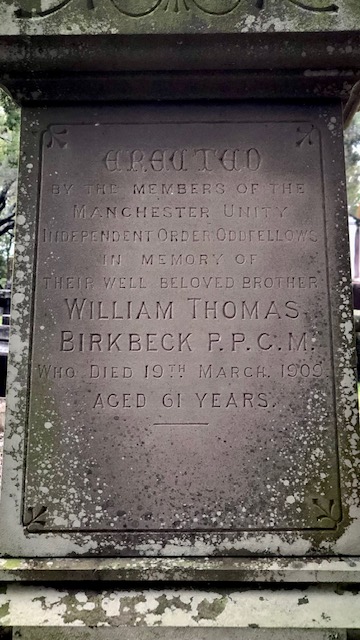 ERECTED
BY THE MEMBERS OF THE
MANCHESTER UNITY
INDEPENDENT ORDER ODDFELLOWS
IN MEMORY OF
THEIR WELL BELOVED BROTHER
WILLIAM THOMAS
BIRKBECK P.P.G.M.
WHO DIED 19TH MARCH. 1909
AGED 61 YEARS.